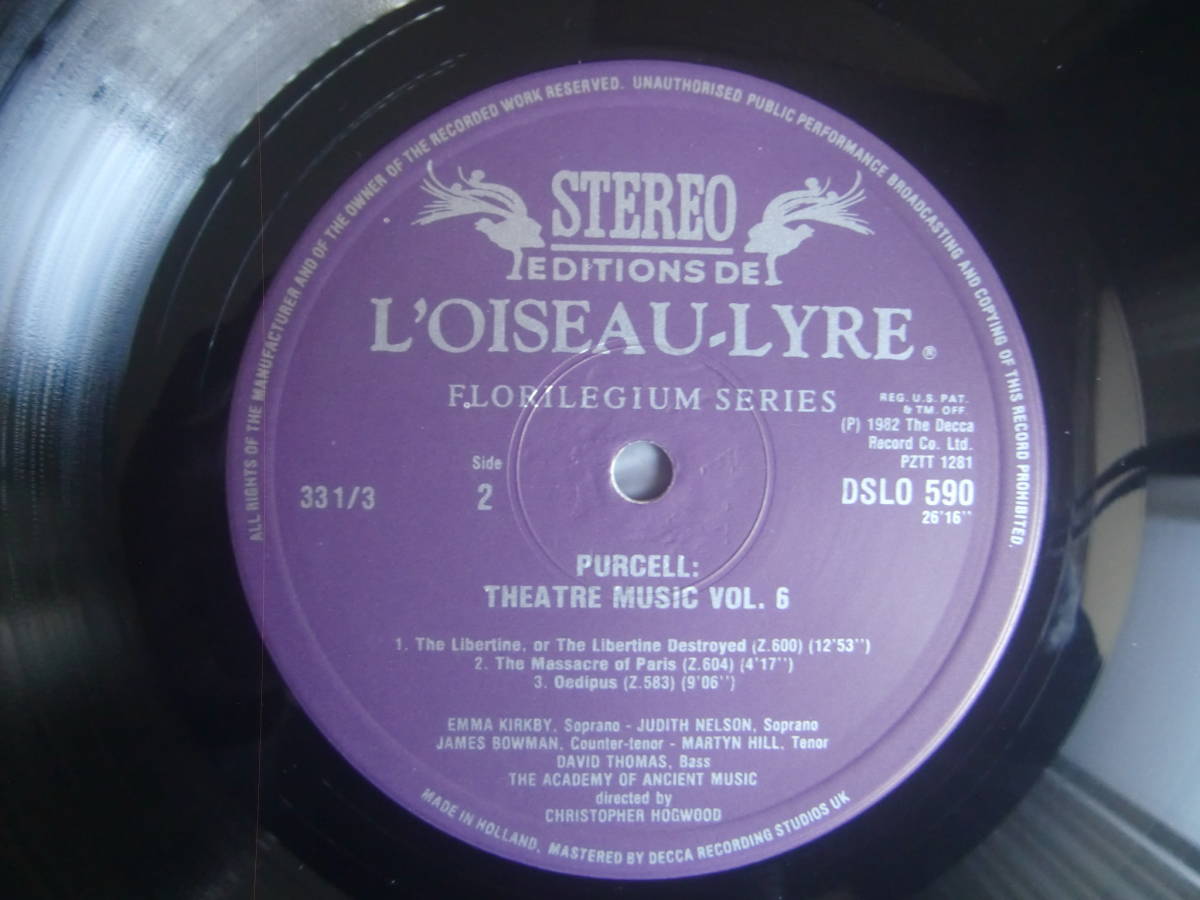 ALL RIGHTS OF THE MANUFACTURER AND OF THE OWNER OF THE RECORDED WORK RESERVED. UNAUTHORISED PUBLIC PERFORMANCE BROADCASTING AND COPYING OF THIS RECORD PROHIBITED.
STEREO
EDITIONS DE
L'OISEAU-LYRE®
FLORILEGIUM SERIES
REG. U.S. PAT.
& TM. OFF.
(P) 1982 The Decca
Record Co. Ltd.
PZTT 1281
Side
33 1/3 2 DSLO 590
26'16''
PURCELL:
THEATRE MUSIC VOL. 6
1. The Libertine, or The Libertine Destroyed (Z.600) (12'53'')
2. The Massacre of Paris (Z.604) (4'17'')
3. Oedipus (Z.583) (9'06'')
EMMA KIRKBY, Soprano - JUDITH NELSON, Soprano
JAMES BOWMAN, Counter-tenor - MARTYN HILL, Tenor
DAVID THOMAS, Bass
THE ACADEMY OF ANCIENT MUSIC
directed by
CHRISTOPHER HOGWOOD
MADE IN HOLLAND. MASTERED BY DECCA RECORDING STUDIOS UK